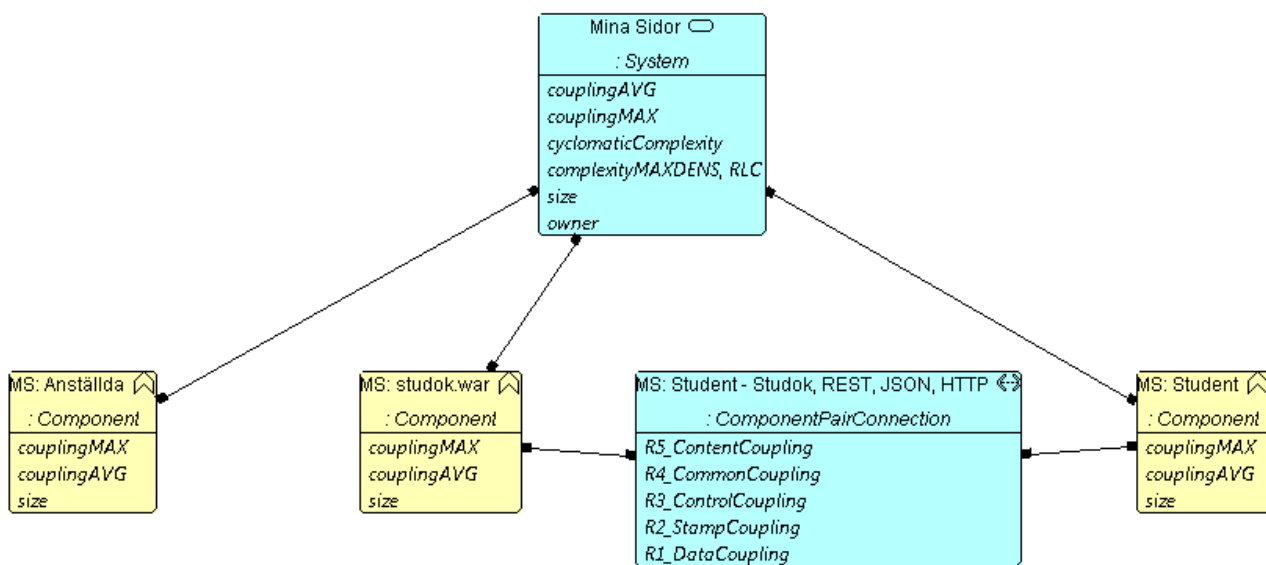 Mina Sidor
: System
couplingAVG
couplingMAX
cyclomaticComplexity
complexityMAXDENS, RLC
size
owner
MS: Anställda
: Component
couplingMAX
couplingAVG
size
MS: studok.war
: Component
couplingMAX
couplingAVG
size
MS: Student - Studok, REST, JSON, HTTP
: ComponentPairConnection
R5_ContentCoupling
R4_CommonCoupling
R3_ControlCoupling
R2_StampCoupling
R1_DataCoupling
MS: Student
: Component
couplingMAX
couplingAVG
size